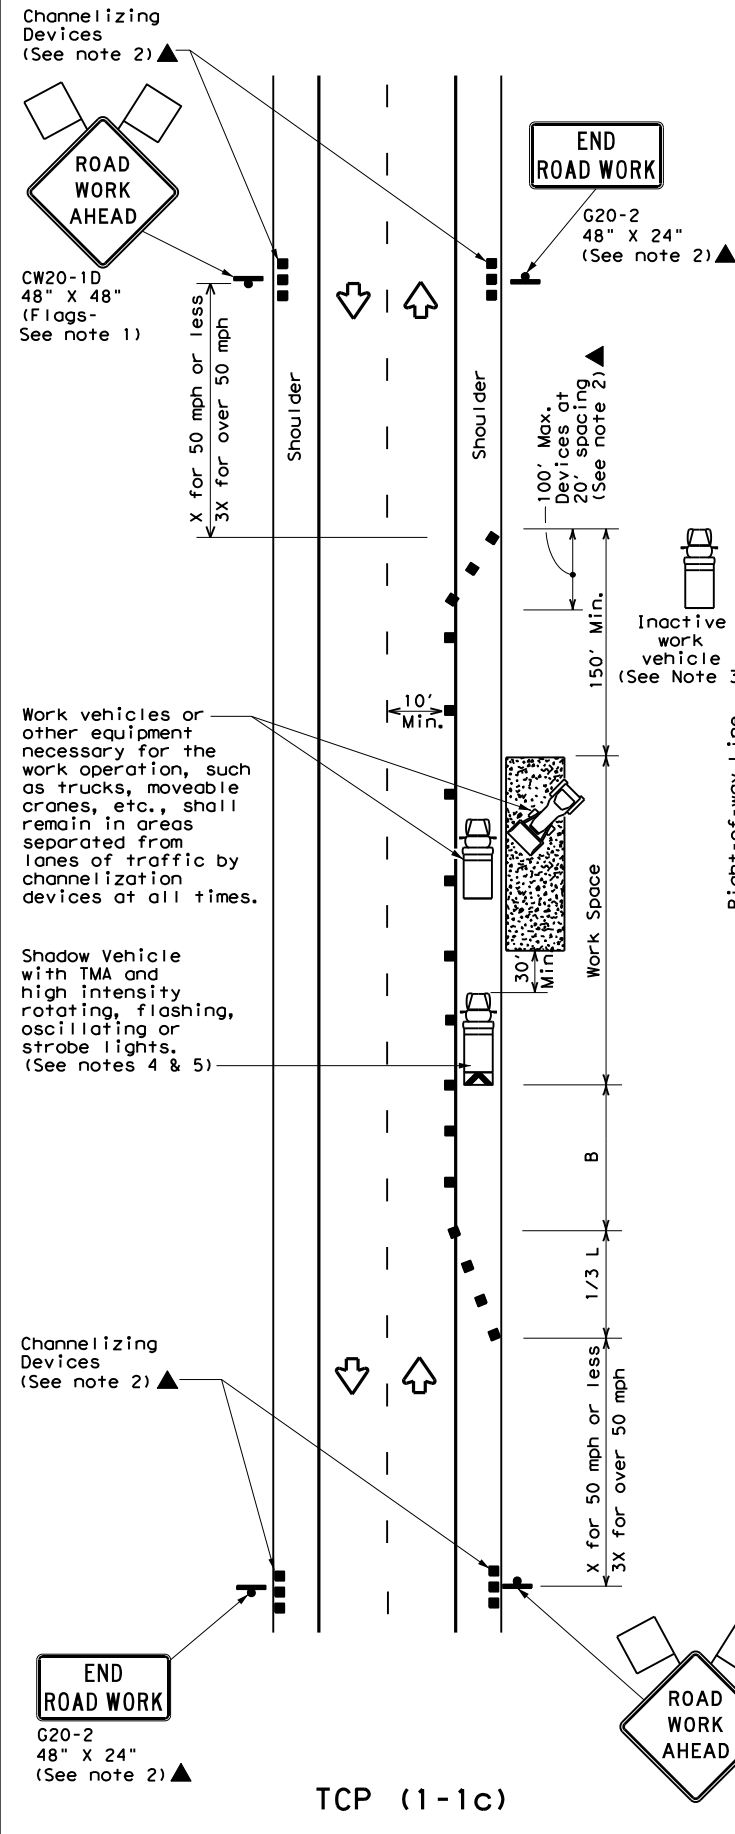 Channelizing
Devices
(See note 2)
ROAD
WORK
AHEAD
CW20-1D
48" X 48"
(Flags-
See note 1)
END
ROAD WORK
G20-2
48" X 24"
(See note 2)
X for 50 mph or less
3X for over 50 mph
Shoulder
Shoulder
100' Max.
Devices at
20' spacing
(See note 2)
150' Min.
Inactive
work
vehicle
(See Note 3
Right-of-way Line
10'
Min.
Work vehicles or
other equipment
necessary for the
work operation, such
as trucks, moveable
cranes, etc., shall
remain in areas
separated from
lanes of traffic by
channelization
devices at all times.
Work Space
30'
Min.
Shadow Vehicle
with TMA and
high intensity
rotating, flashing,
oscillating or
strobe lights.
(See notes 4 & 5)
B
1/3 L
Channelizing
Devices
(See note 2)
X for 50 mph or less
3X for over 50 mph
END
ROAD WORK
G20-2
48" X 24"
(See note 2)
ROAD
WORK
AHEAD
TCP (1-1c)